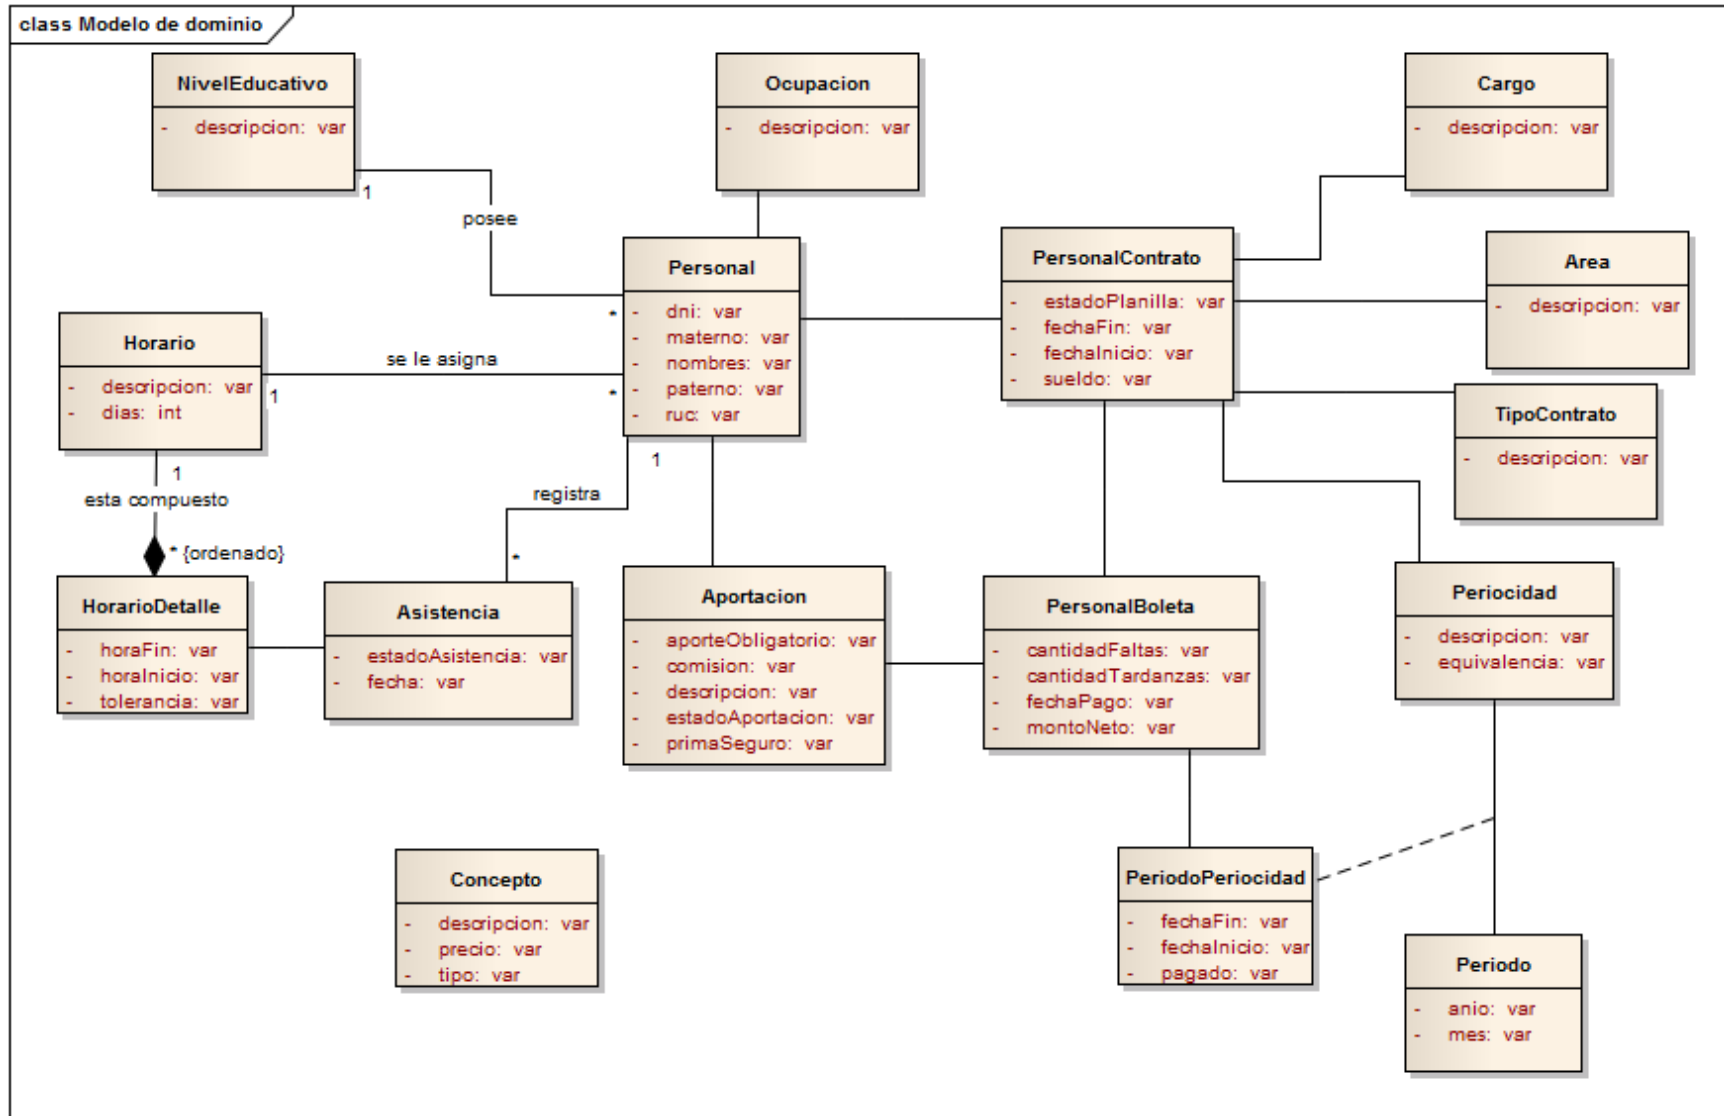 class Modelo de dominio
NivelEducativo
- descripcion: var
Ocupacion
- descripcion: var
Cargo
- descripcion: var
1
posee
*
Personal
- dni: var
- materno: var
- nombres: var
- paterno: var
- ruc: var
PersonalContrato
- estadoPlanilla: var
- fechaFin: var
- fechaInicio: var
- sueldo: var
Area
- descripcion: var
Horario
- descripcion: var
- dias: int
1
se le asigna
*
TipoContrato
- descripcion: var
1
esta compuesto
* {ordenado}
1
registra
*
HorarioDetalle
- horaFin: var
- horaInicio: var
- tolerancia: var
Asistencia
- estadoAsistencia: var
- fecha: var
Aportacion
- aporteObligatorio: var
- comision: var
- descripcion: var
- estadoAportacion: var
- primaSeguro: var
PersonalBoleta
- cantidadFaltas: var
- cantidadTardanzas: var
- fechaPago: var
- montoNeto: var
Periocidad
- descripcion: var
- equivalencia: var
Concepto
- descripcion: var
- precio: var
- tipo: var
PeriodoPeriocidad
- fechaFin: var
- fechaInicio: var
- pagado: var
Periodo
- anio: var
- mes: var